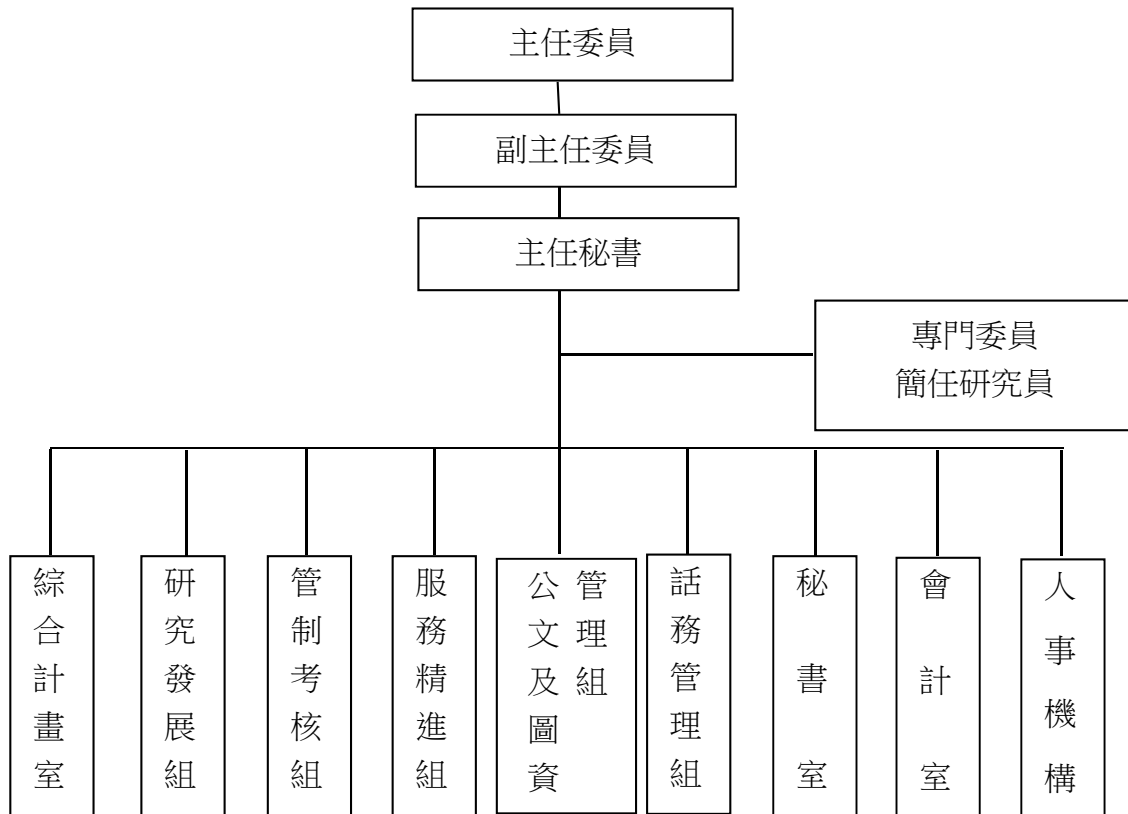 主任委員
副主任委員
主任秘書
專門委員
簡任研究員
綜合計畫室
研究發展組
管制考核組
服務精進組
公文及圖資
管理組
話務管理組
秘書室
會計室
人事機構